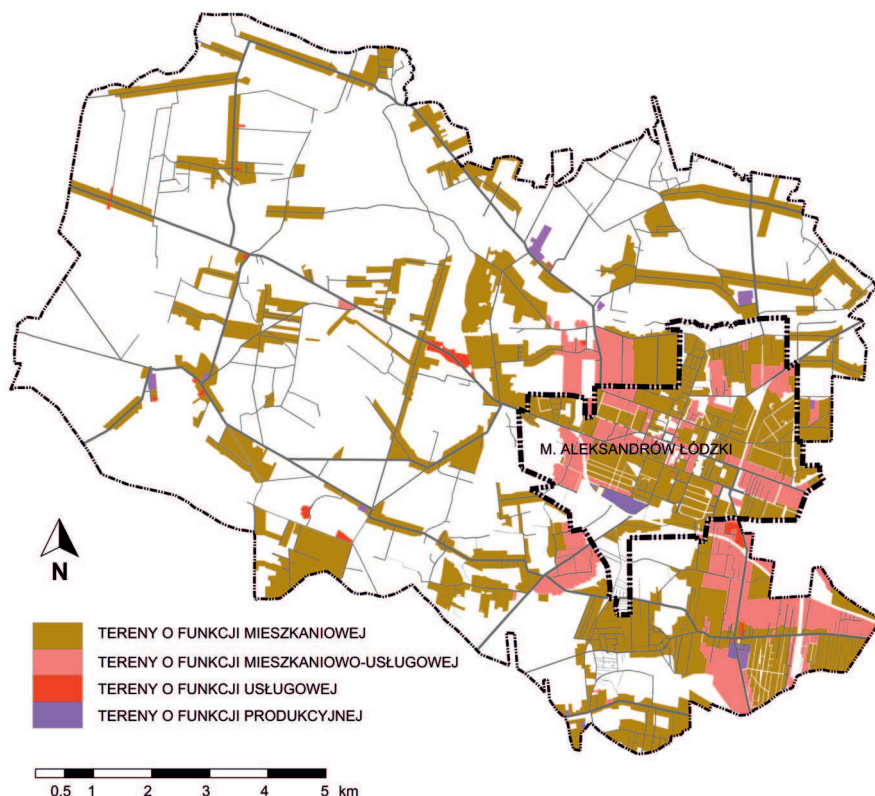 M. ALEKSANDRÓW ŁÓDZKI
N
TERENY O FUNKCJI MIESZKANIOWEJ
TERENY O FUNKCJI MIESZKANIOWO-USŁUGOWEJ
TERENY O FUNKCJI USŁUGOWEJ
TERENY O FUNKCJI PRODUKCYJNEJ
0.5 1 2 3 4 5 km